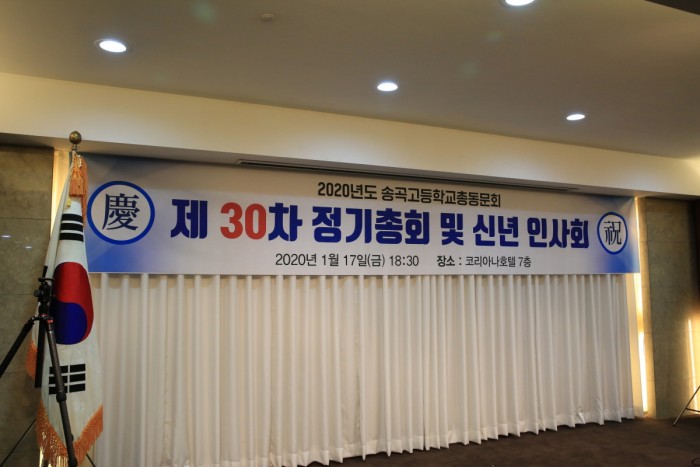 2020년도 송곡고등학교총동문회
慶 제 30차 정기총회 및 신년 인사회 祝
2020년 1월 17일(금) 18:30 장소 : 코리아나호텔 7층